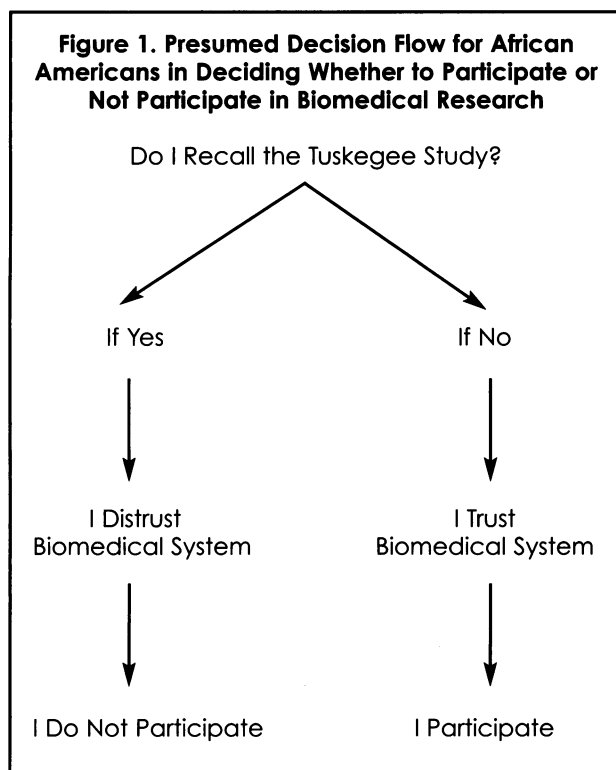 Figure 1. Presumed Decision Flow for African
Americans in Deciding Whether to Participate or
Not Participate in Biomedical Research
Do I Recall the Tuskegee Study?
If Yes
If No
I Distrust
Biomedical System
I Trust
Biomedical System
I Do Not Participate
I Participate